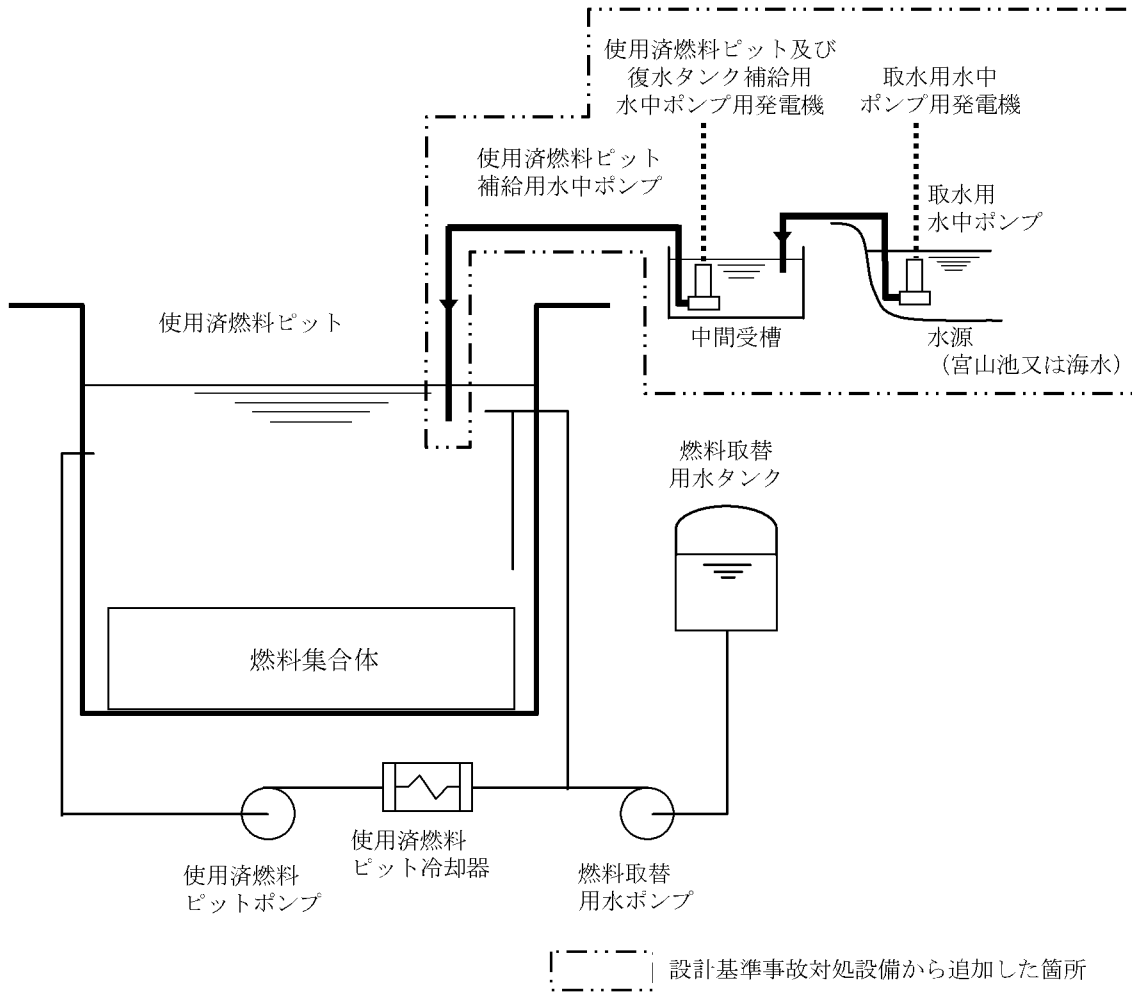 使用済燃料ピット及び
復水タンク補給用
水中ポンプ用発電機
取水用水中
ポンプ用発電機
使用済燃料ピット
補給用水中ポンプ
取水用
水中ポンプ
使用済燃料ピット
中間受槽
水源
（宮山池又は海水）
燃料取替
用水タンク
燃料集合体
使用済燃料
ピット冷却器
使用済燃料
ピットポンプ
燃料取替
用水ポンプ
設計基準事故対処設備から追加した箇所